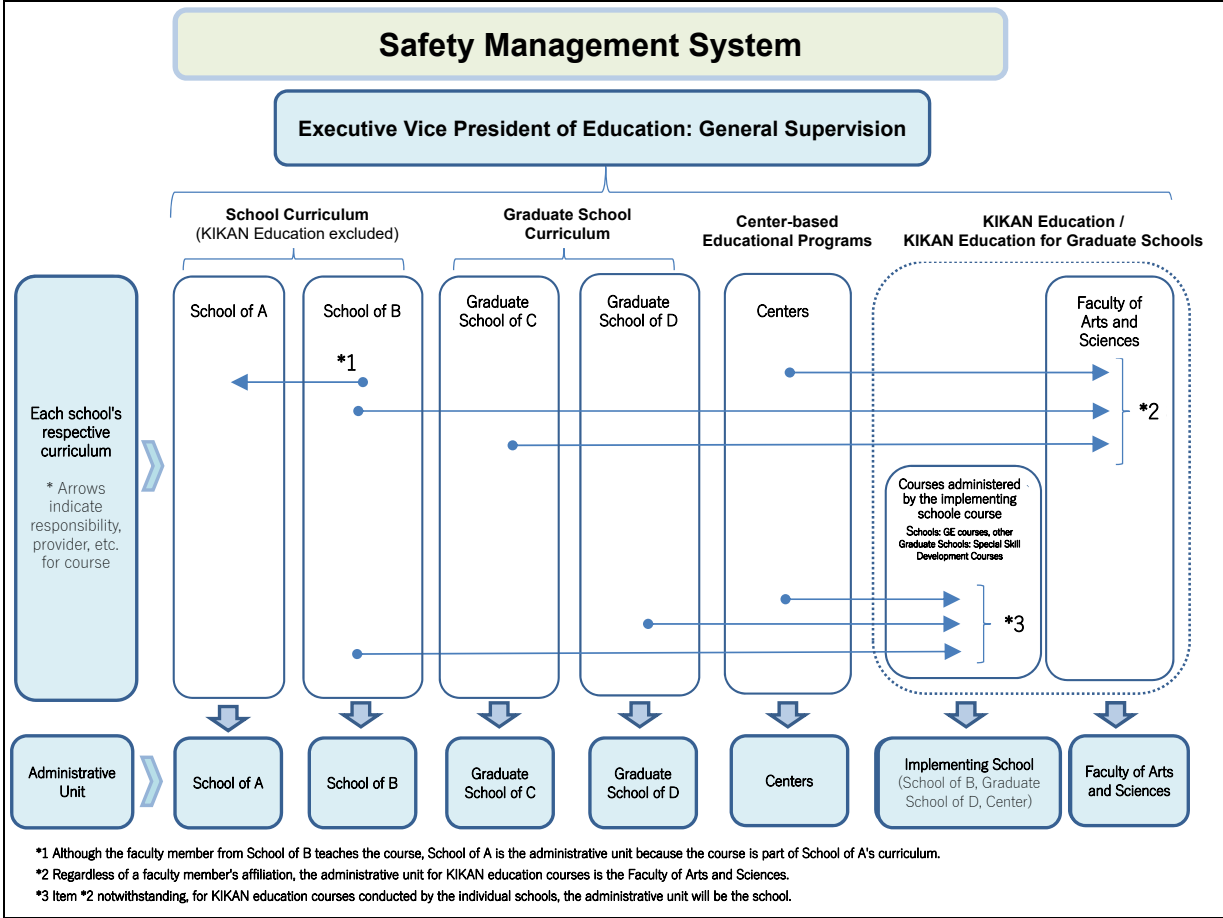 Safety Management System
Executive Vice President of Education: General Supervision
School Curriculum
(KIKAN Education excluded)
Graduate School
Curriculum
Center-based
Educational Programs
KIKAN Education /
KIKAN Education for Graduate Schools
Each school's
respective
curriculum
* Arrows
indicate
responsibility,
provider, etc.
for course
School of A
School of B
Graduate
School of C
Graduate
School of D
Centers
Faculty of
Arts and
Sciences
*1
*2
Courses administered
by the implementing
schoole course
Schools: GE courses, other
Graduate Schools: Special Skill
Development Courses
*3
Administrative
Unit
School of A
School of B
Graduate
School of C
Graduate
School of D
Centers
Implementing School
(School of B, Graduate
School of D, Center)
Faculty of Arts
and Sciences
*1 Although the faculty member from School of B teaches the course, School of A is the administrative unit because the course is part of School of A's curriculum.
*2 Regardless of a faculty member's affiliation, the administrative unit for KIKAN education courses is the Faculty of Arts and Sciences.
*3 Item *2 notwithstanding, for KIKAN education courses conducted by the individual schools, the administrative unit will be the school.